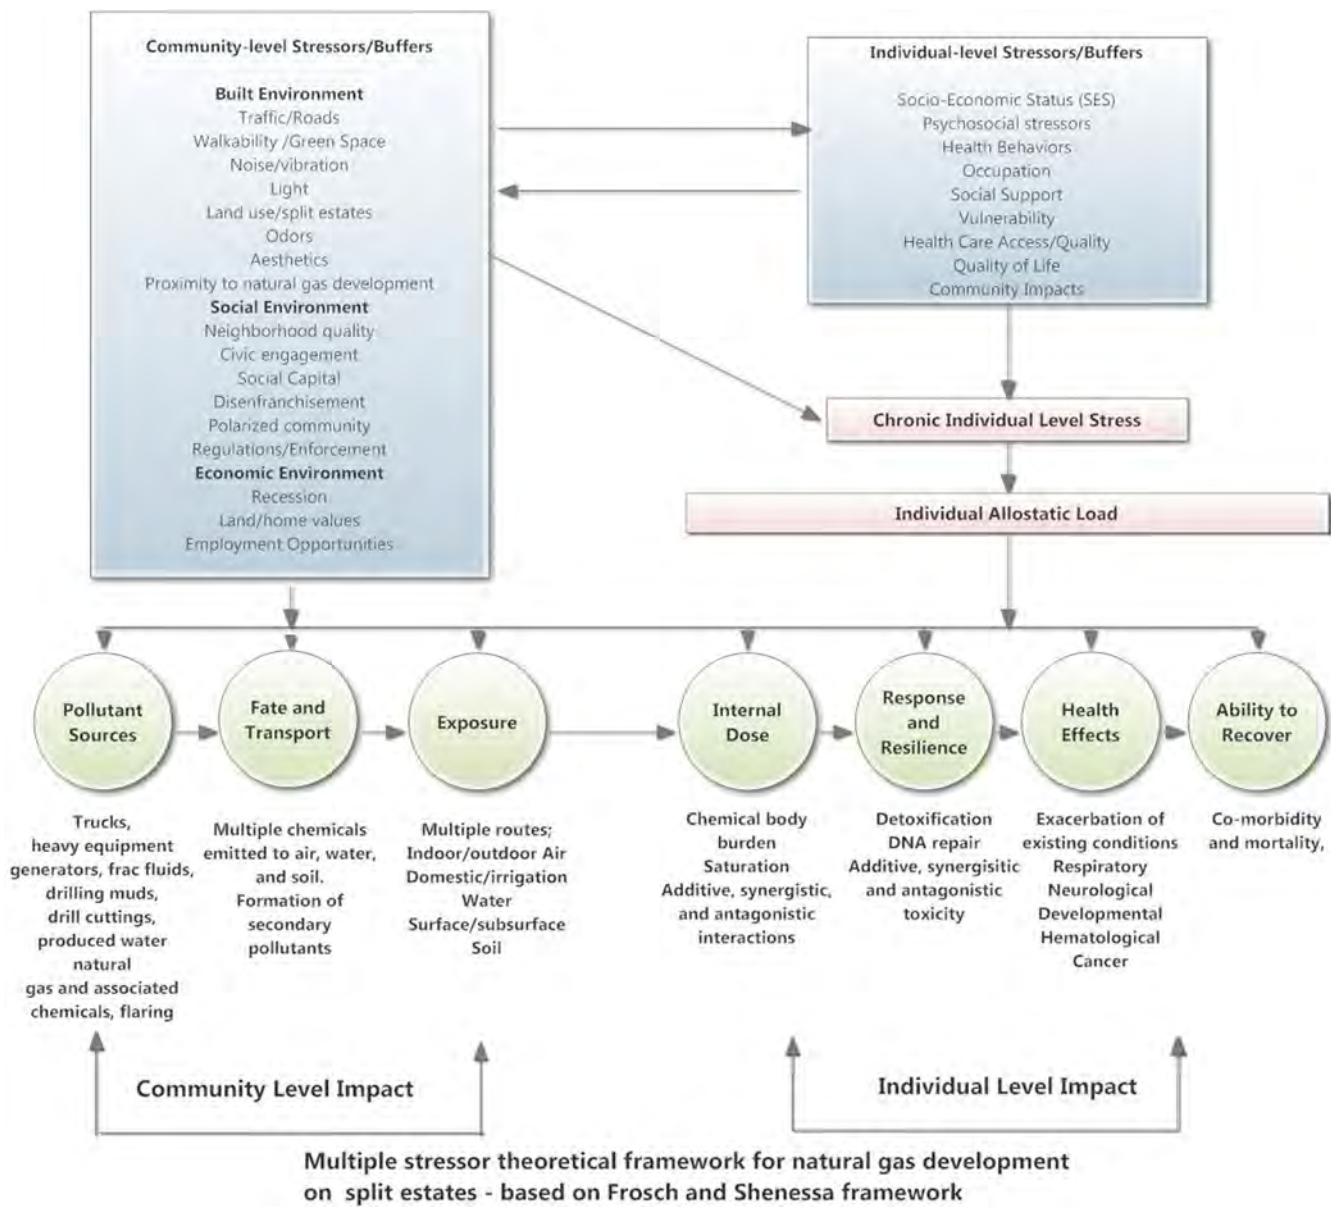 Community-level Stressors/Buffers
Built Environment
Traffic/Roads
Walkability /Green Space
Noise/vibration
Light
Land use/split estates
Odors
Aesthetics
Proximity to natural gas development
Social Environment
Neighborhood quality
Civic engagement
Social Capital
Disenfranchisement
Polarized community
Regulations/Enforcement
Economic Environment
Recession
Land/home values
Employment Opportunities
Individual-level Stressors/Buffers
Socio-Economic Status (SES)
Psychosocial stressors
Health Behaviors
Occupation
Social Support
Vulnerability
Health Care Access/Quality
Quality of Life
Community Impacts
Chronic Individual Level Stress
Individual Allostatic Load
Pollutant
Sources
Fate and
Transport
Exposure
Internal
Dose
Response
and
Resilience
Health
Effects
Ability to
Recover
Trucks,
heavy equipment
generators, frac fluids,
drilling muds,
drill cuttings,
produced water
natural
gas and associated
chemicals, flaring
Multiple chemicals
emitted to air, water,
and soil.
Formation of
secondary
pollutants
Multiple routes;
Indoor/outdoor Air
Domestic/irrigation
Water
Surface/subsurface
Soil
Chemical body
burden
Saturation
Additive, synergistic,
and antagonistic
interactions
Detoxification
DNA repair
Additive, synergisitic
and antagonistic
toxicity
Exacerbation of
existing conditions
Respiratory
Neurological
Developmental
Hematological
Cancer
Co-morbidity
and mortality,
Community Level Impact
Individual Level Impact
Multiple stressor theoretical framework for natural gas development
on split estates - based on Frosch and Shenessa framework